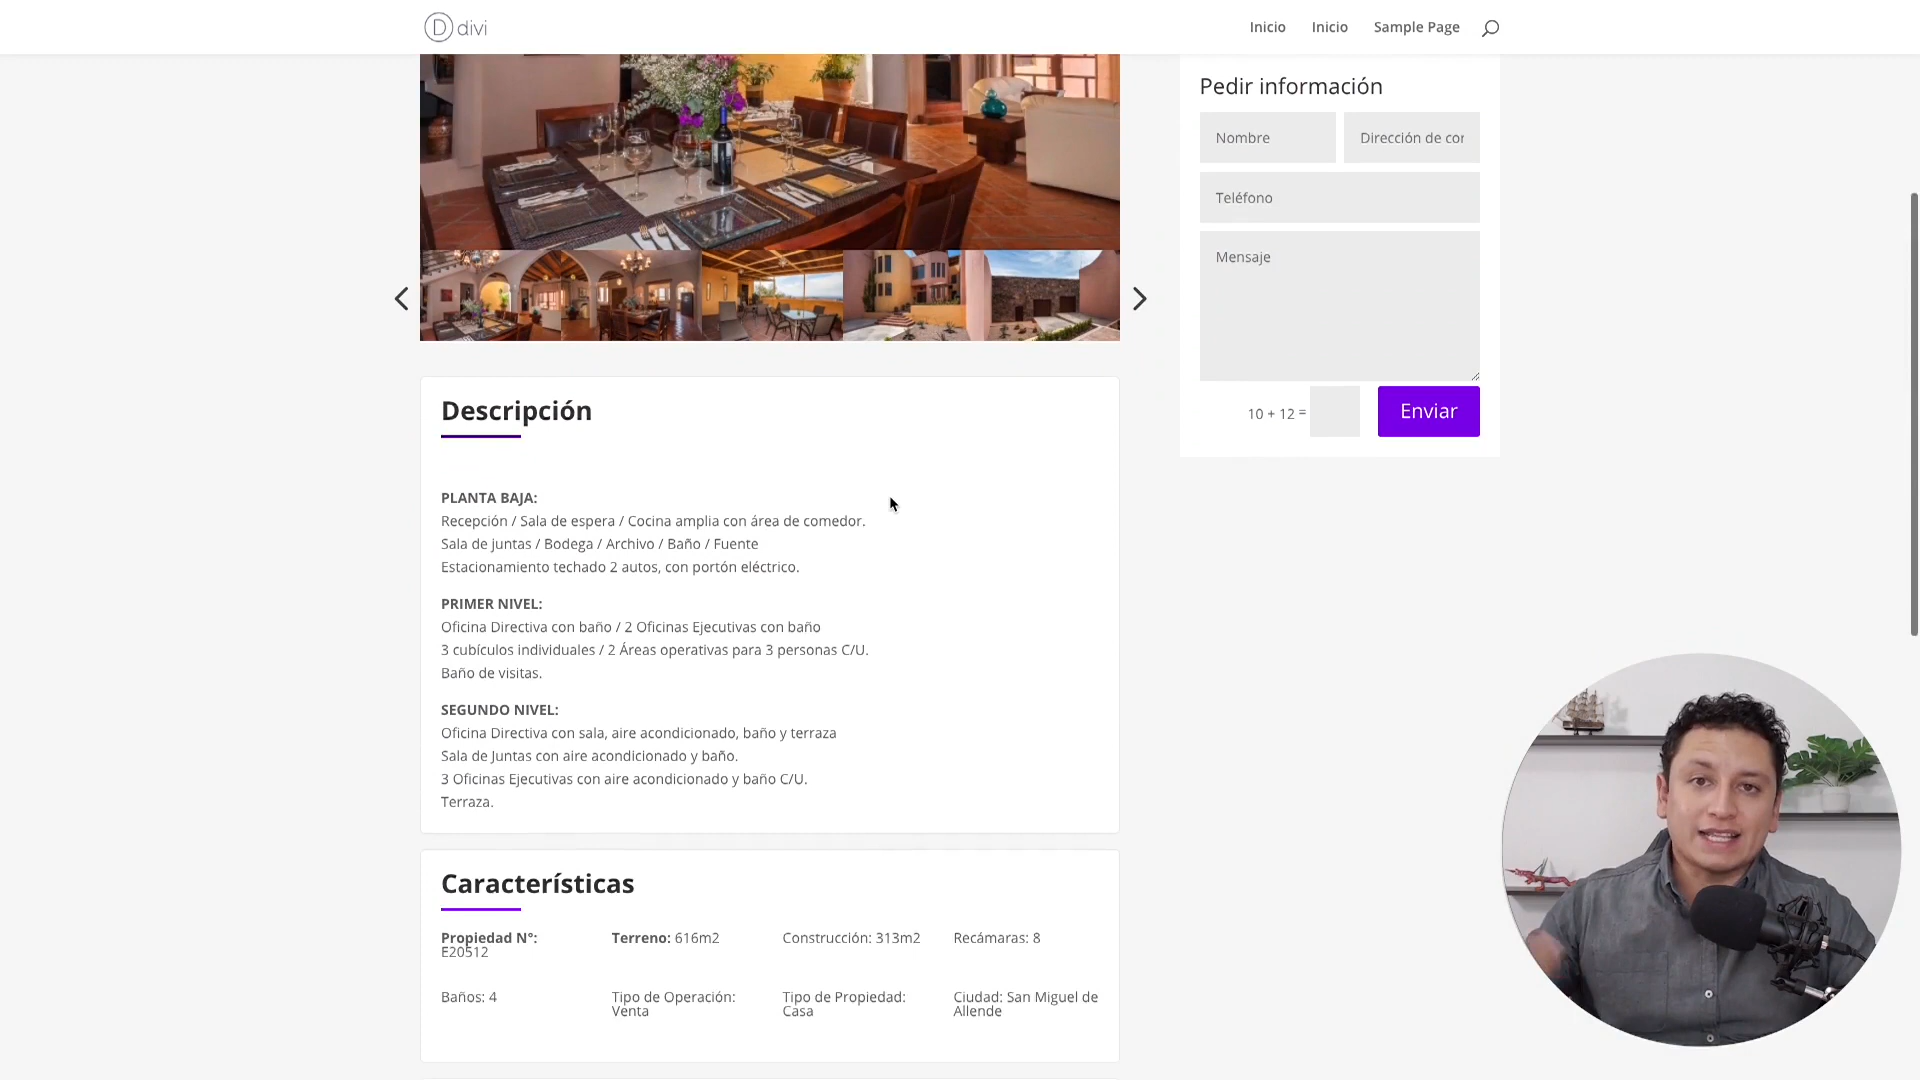 D divi
Inicio
Inicio
Sample Page
Pedir información
Nombre
Dirección de cor
Teléfono
Mensaje
10 + 12 =
Enviar
Descripción
PLANTA BAJA:
Recepción / Sala de espera / Cocina amplia con área de comedor.
Sala de juntas / Bodega / Archivo / Baño / Fuente
Estacionamiento techado 2 autos, con portón eléctrico.
PRIMER NIVEL:
Oficina Directiva con baño / 2 Oficinas Ejecutivas con baño
3 cubículos individuales / 2 Áreas operativas para 3 personas C/U.
Baño de visitas.
SEGUNDO NIVEL:
Oficina Directiva con sala, aire acondicionado, baño y terraza
Sala de Juntas con aire acondicionado y baño.
3 Oficinas Ejecutivas con aire acondicionado y baño C/U.
Terraza.
Características
Propiedad N°:
E20512
Terreno: 616m2
Construcción: 313m2
Recámaras: 8
Baños: 4
Tipo de Operación:
Venta
Tipo de Propiedad:
Casa
Ciudad: San Miguel de
Allende